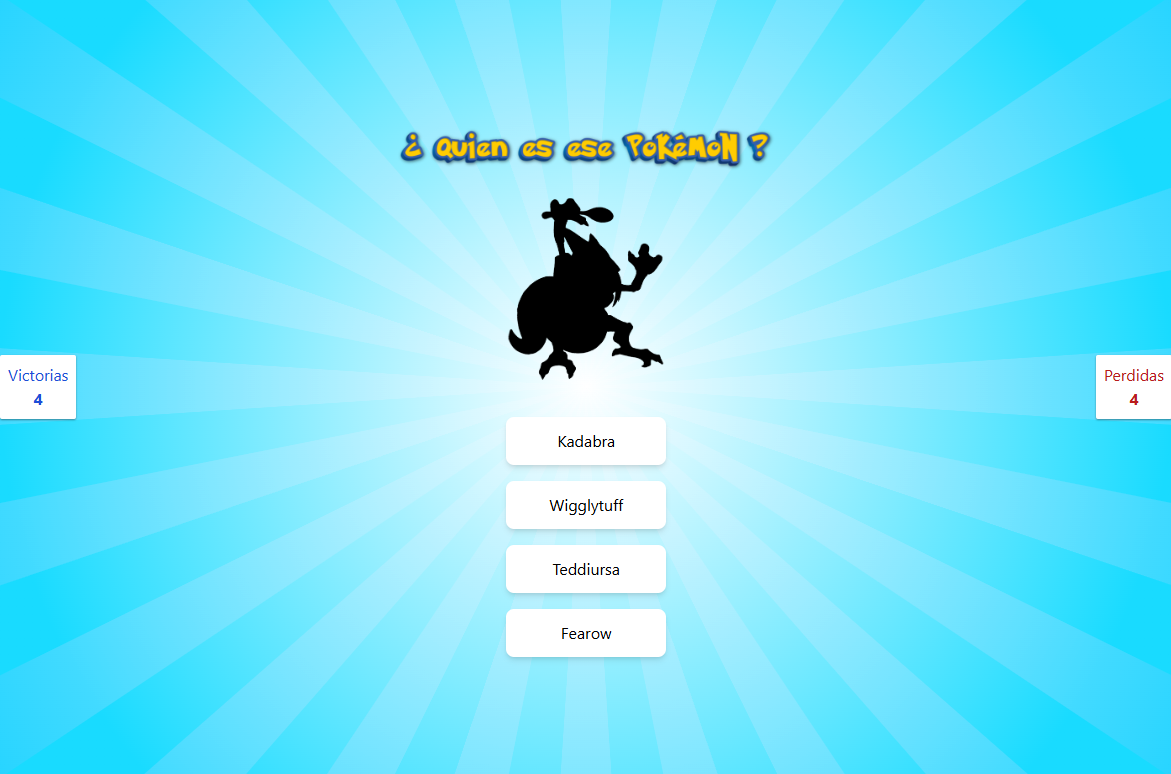 ¿ Quien es ese POKéMON ?
Victorias
4
Perdidas
4
Kadabra
Wigglytuff
Teddiursa
Fearow